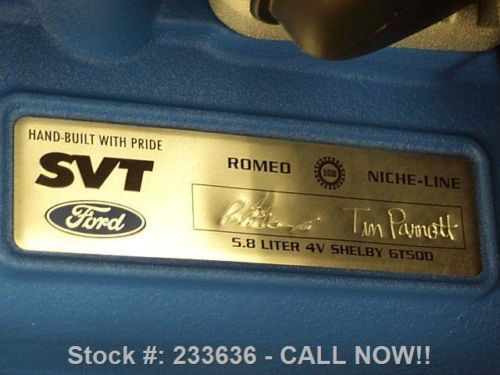 HAND-BUILT WITH PRIDE
SVT
Ford
ROMEO NICHE-LINE
Tim Parrott
5.8 LITER 4V SHELBY GT500
Stock #: 233636 - CALL NOW!!